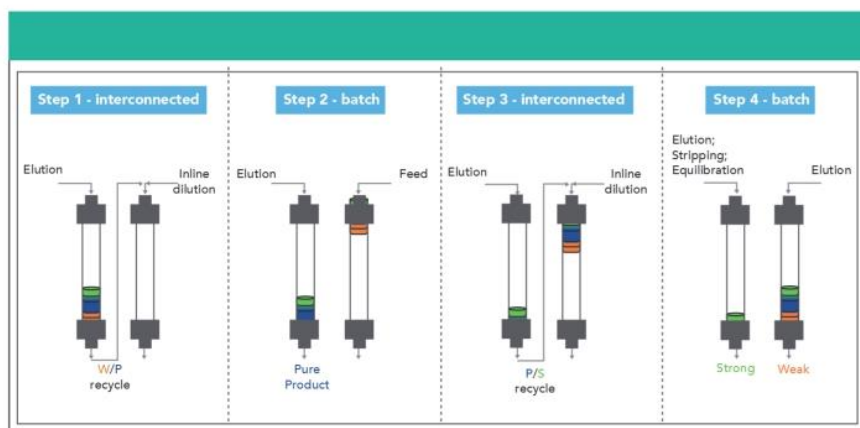 Step 1 - interconnected
Elution
Inline
dilution
W/P
recycle
Step 2 - batch
Elution
Feed
Pure
Product
Step 3 - interconnected
Elution
Inline
dilution
P/S
recycle
Step 4 - batch
Elution;
Stripping;
Equilibration
Elution
Strong
Weak